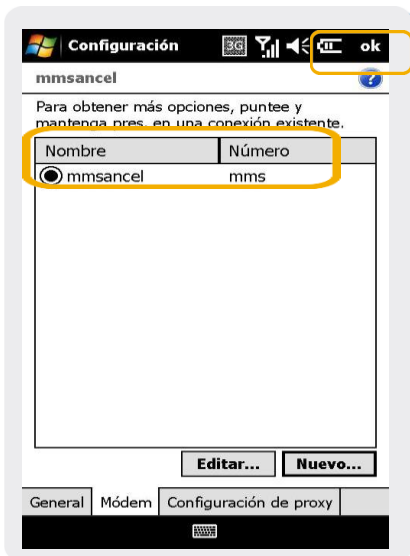 Configuración 3G ok
mmsancel ?
Para obtener más opciones, puntee y
mantenga pres. en una conexión existente.
Nombre Número
mmsancel mms
Editar... Nuevo...
General Módem Configuración de proxy